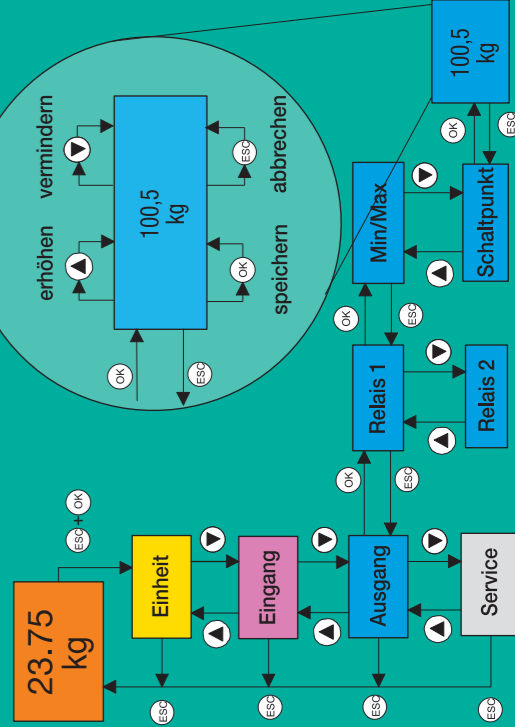 23.75
kg
ESC + OK
Einheit
Eingang
Ausgang
Service
ESC
ESC
ESC
ESC
OK
ESC
Relais 1
Relais 2
OK
ESC
Min/Max
Schaltpunkt
OK
ESC
100,5
kg
erhöhen
vermindern
OK
ESC
100,5
kg
OK
ESC
speichern
abbrechen